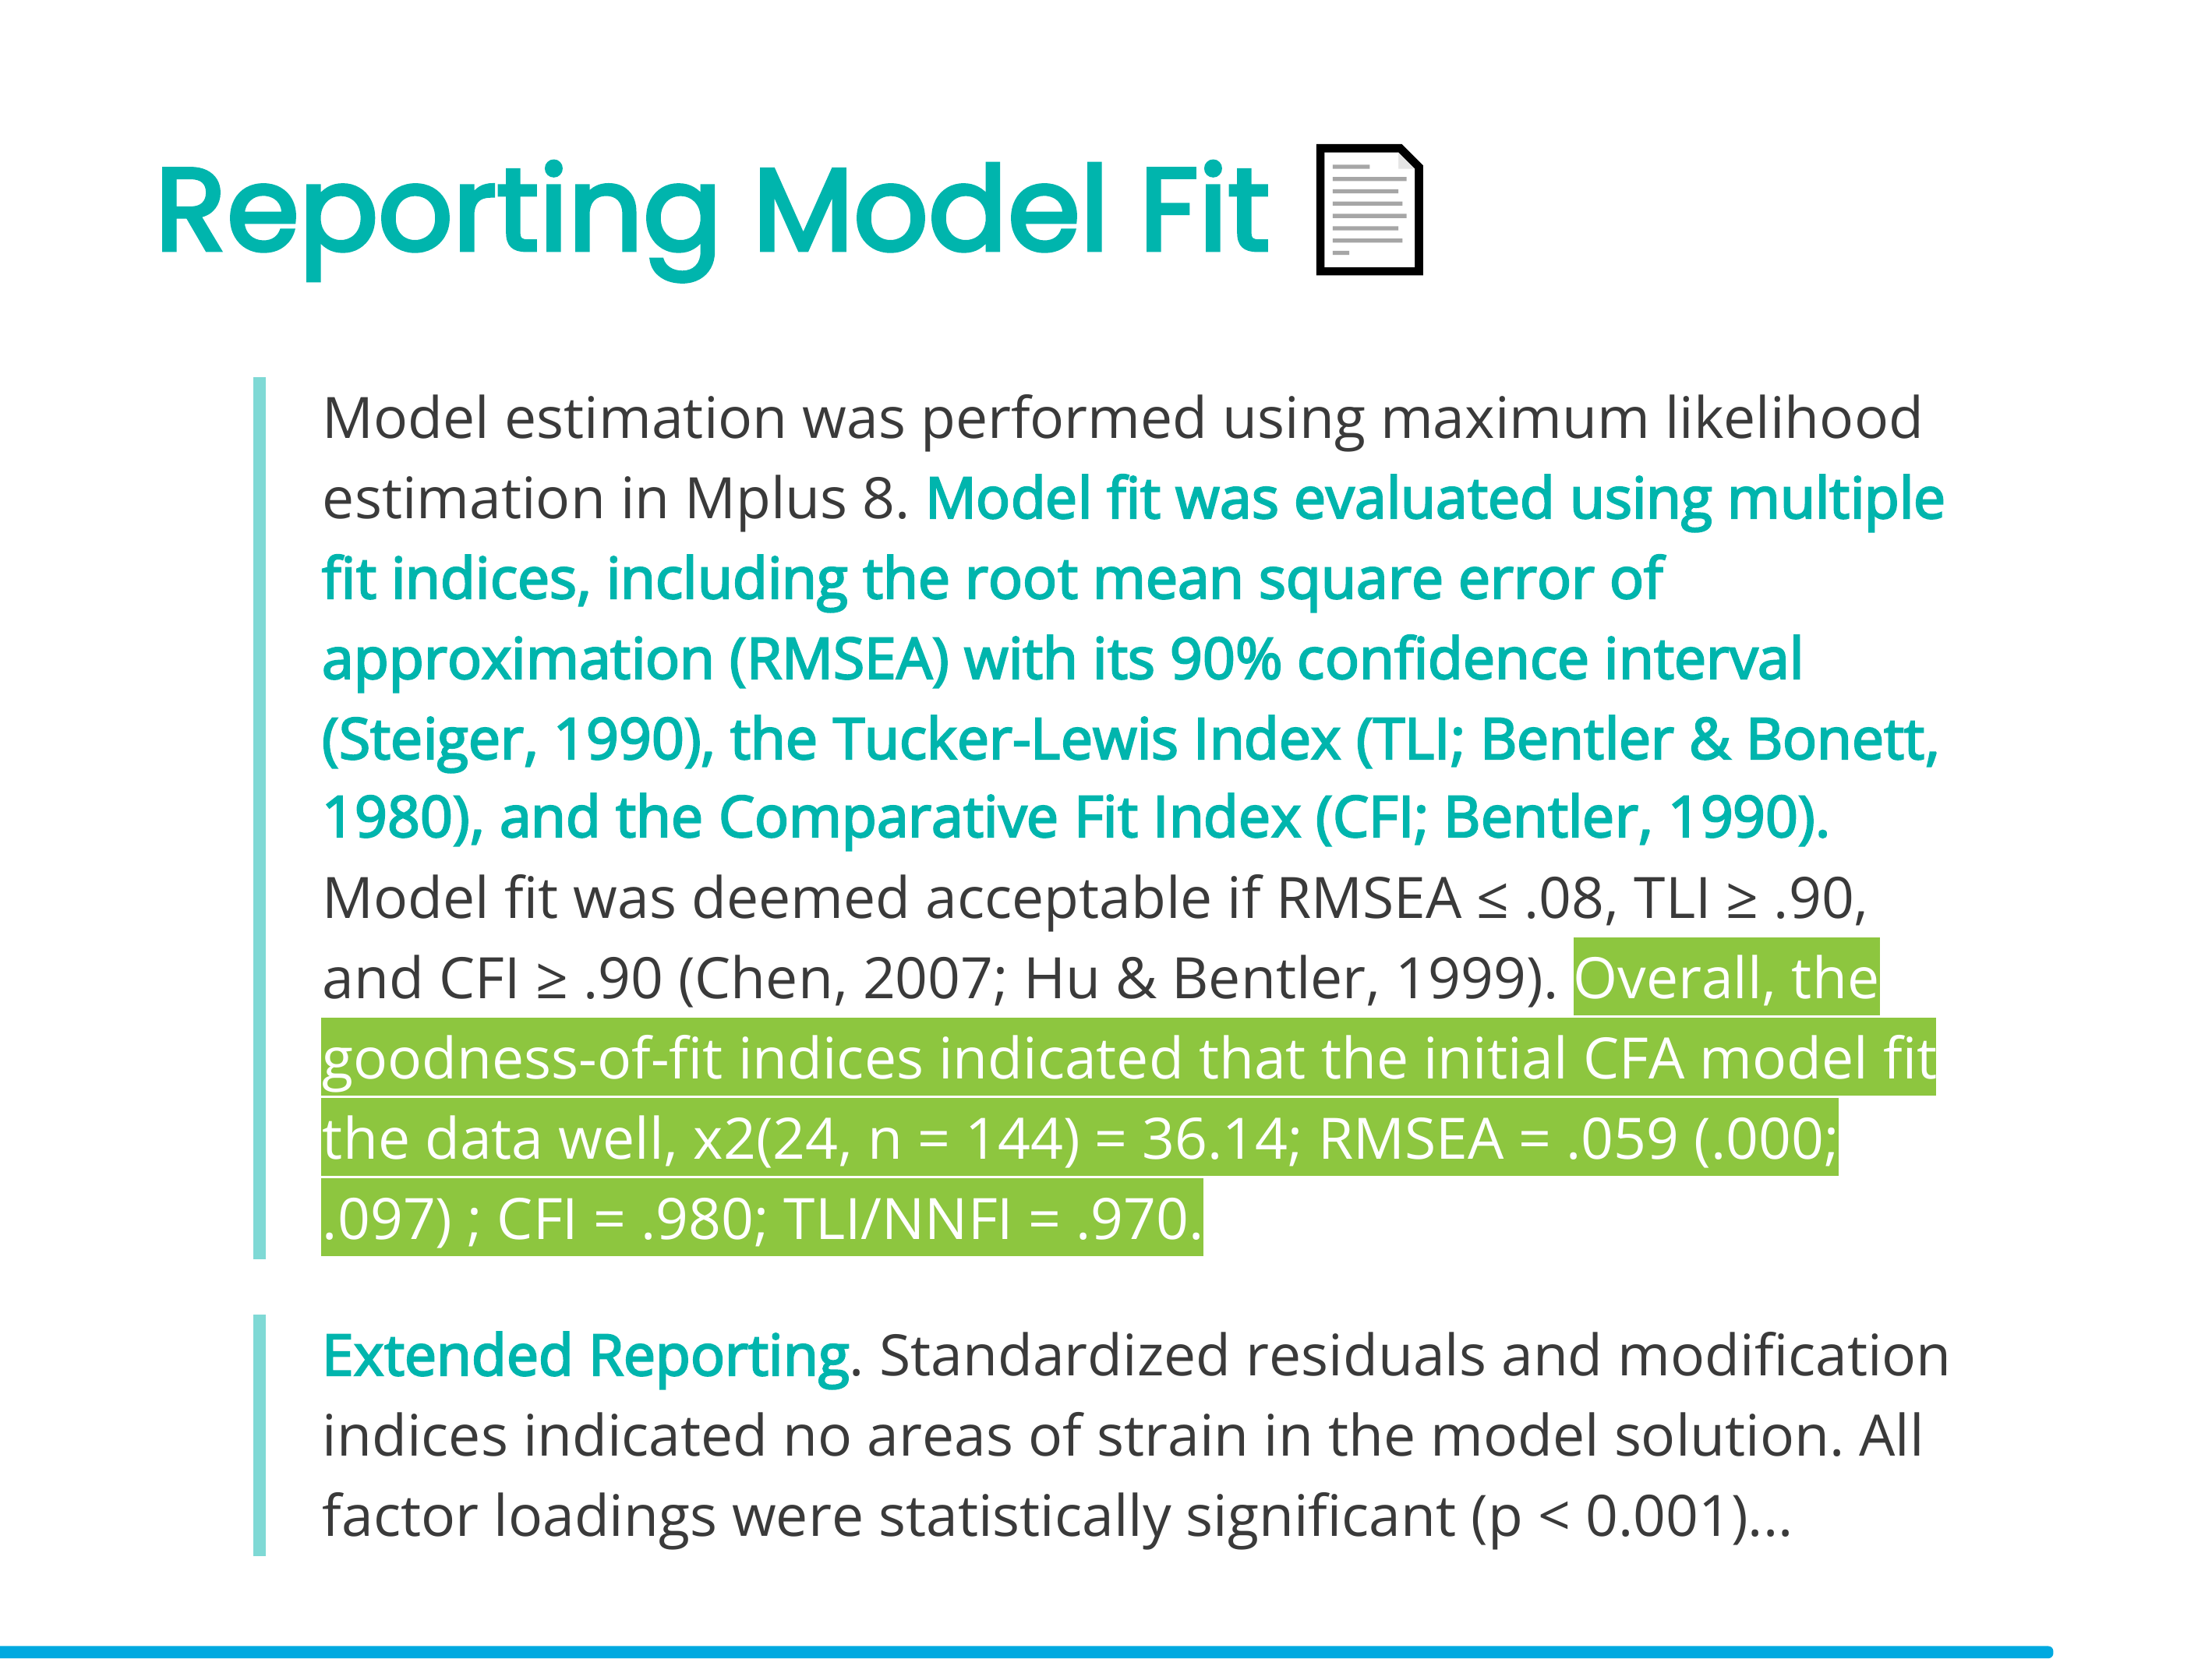 Reporting Model Fit
Model estimation was performed using maximum likelihood
estimation in Mplus 8. Model fit was evaluated using multiple
fit indices, including the root mean square error of
approximation (RMSEA) with its 90% confidence interval
(Steiger, 1990), the Tucker-Lewis Index (TLI; Bentler & Bonett,
1980), and the Comparative Fit Index (CFI; Bentler, 1990).
Model fit was deemed acceptable if RMSEA ≤ .08, TLI ≥ .90,
and CFI ≥ .90 (Chen, 2007; Hu & Bentler, 1999). Overall, the
goodness-of-fit indices indicated that the initial CFA model fit
the data well, x2(24, n = 144) = 36.14; RMSEA = .059 (.000;
.097) ; CFI = .980; TLI/NNFI = .970.
Extended Reporting. Standardized residuals and modification
indices indicated no areas of strain in the model solution. All
factor loadings were statistically significant (p < 0.001)...